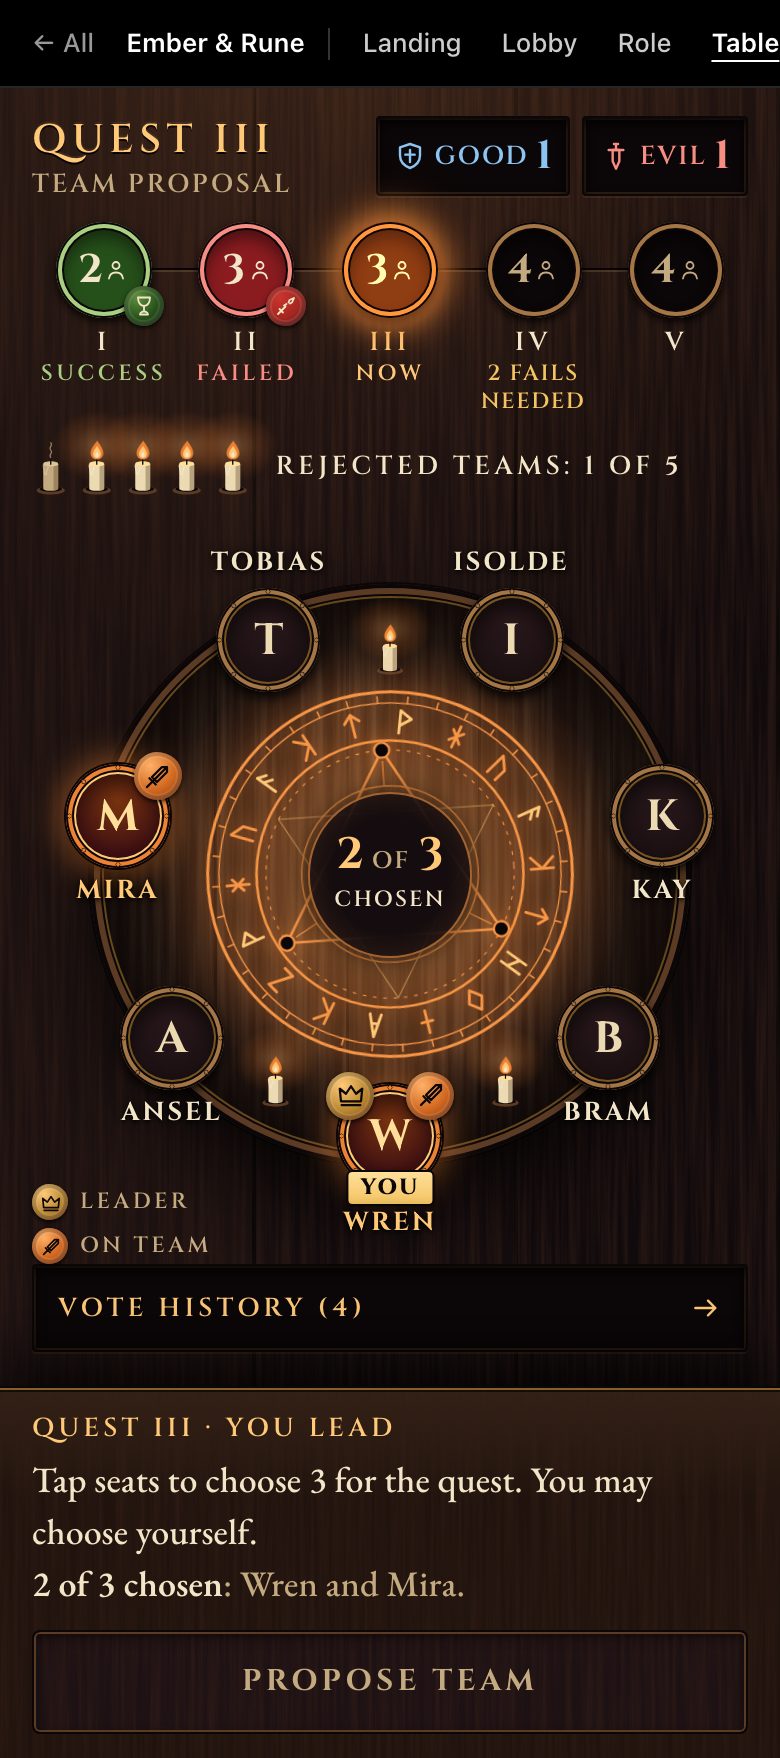 ← All Ember & Rune Landing Lobby Role Table
QUEST III
TEAM PROPOSAL
GOOD 1
EVIL 1
2 3 3 4 4
I II III IV V
SUCCESS FAILED NOW 2 FAILS NEEDED
REJECTED TEAMS: 1 OF 5
TOBIAS ISOLDE
T I
M K
2 OF 3
CHOSEN
MIRA KAY
A B
ANSEL BRAM
W
YOU
WREN
LEADER
ON TEAM
VOTE HISTORY (4) →
QUEST III · YOU LEAD
Tap seats to choose 3 for the quest. You may
choose yourself.
2 of 3 chosen: Wren and Mira.
PROPOSE TEAM